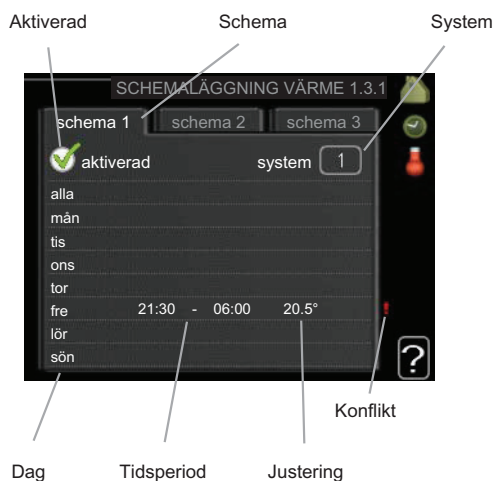 Aktiverad Schema System
SCHEMALÄGGNING VÄRME 1.3.1
schema 1 schema 2 schema 3
aktiverad system 1
alla
mån
tis
ons
tor
fre 21:30 - 06:00 20.5°
lör
sön
?
Konflikt
Dag Tidsperiod Justering